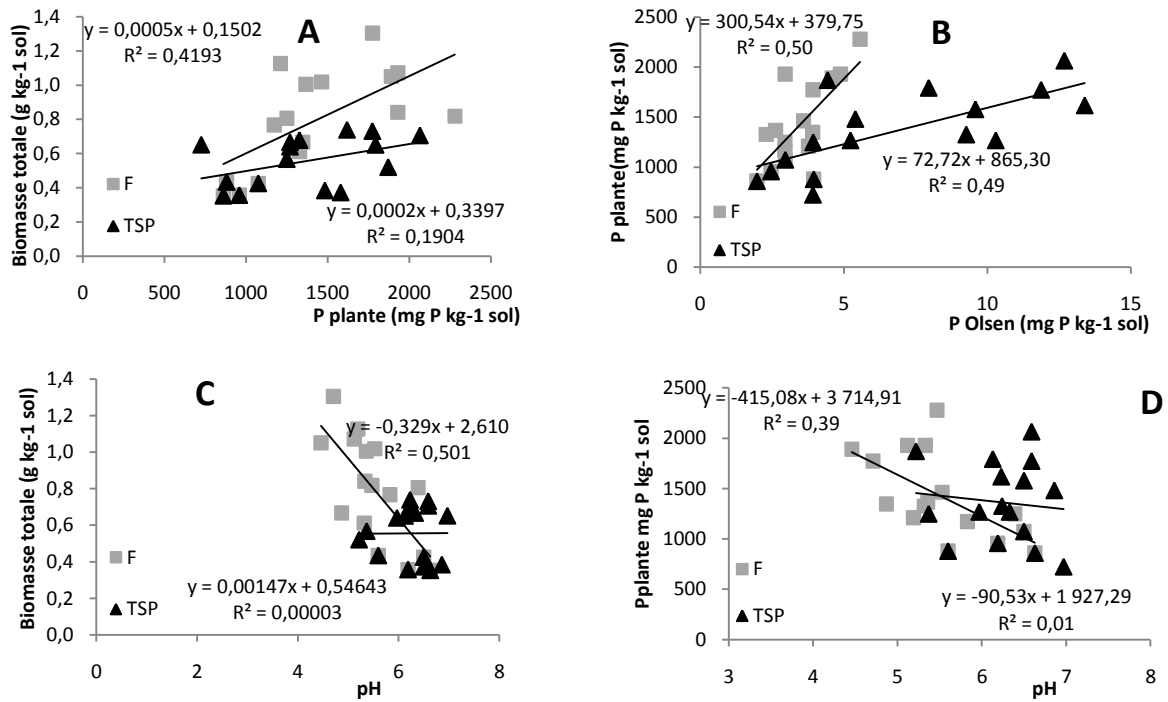 A
Biomasse totale (g kg-1 sol)
1,4
1,2
1,0
0,8
0,6
0,4
0,2
0,0
y = 0,0005x + 0,1502
R² = 0,4193
F
TSP
y = 0,0002x + 0,3397
R² = 0,1904
0 500 1000 1500 2000 2500
P plante (mg P kg-1 sol)
B
P plante(mg P kg-1 sol)
2500
2000
1500
1000
500
0
y = 300,54x + 379,75
R² = 0,50
y = 72,72x + 865,30
R² = 0,49
F
TSP
0 5 10 15
P Olsen (mg P kg-1 sol)
C
Biomasse totale (g kg-1 sol)
1,4
1,2
1,0
0,8
0,6
0,4
0,2
0,0
y = -0,329x + 2,610
R² = 0,501
F
TSP
y = 0,00147x + 0,54643
R² = 0,00003
0 2 4 6 8
pH
D
Pplante mg P kg-1 sol
2500
2000
1500
1000
500
0
y = -415,08x + 3 714,91
R² = 0,39
F
TSP
y = -90,53x + 1 927,29
R² = 0,01
3 4 5 6 7 8
pH